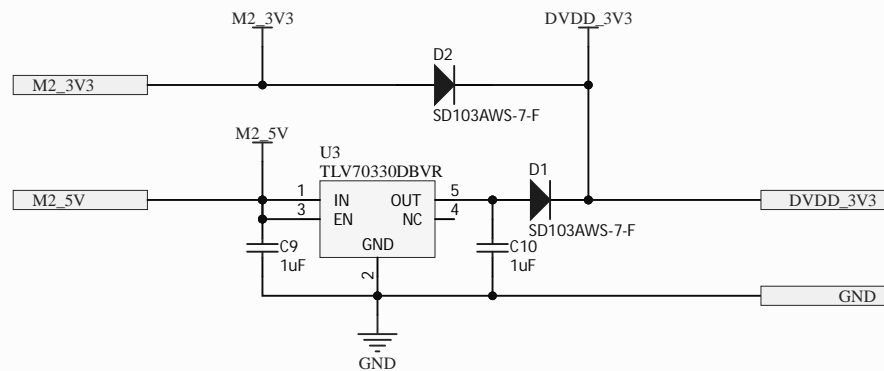 M2_3V3
DVDD_3V3
D2
M2_3V3
SD103AWS-7-F
M2_5V
U3
TLV70330DBVR
D1
M2_5V
1
IN
OUT
5
3
EN
NC
4
DVDD_3V3
SD103AWS-7-F
GND
C9
1uF
C10
1uF
2
GND
GND